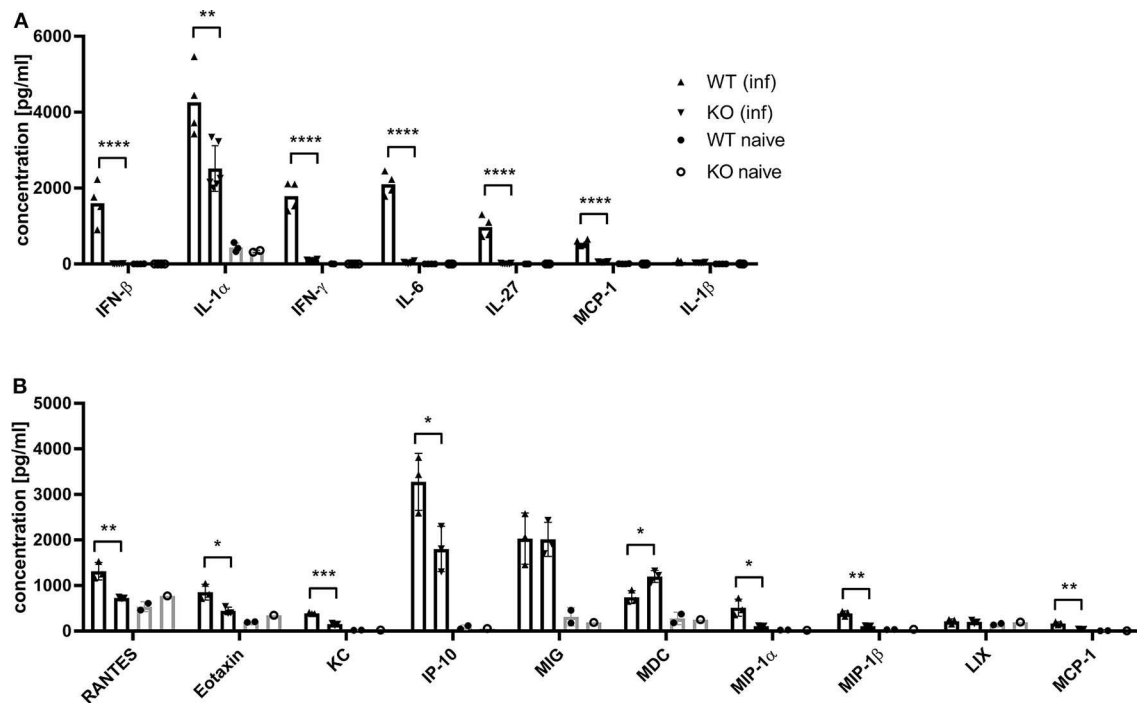 A
**
6000
4000
2000
0
concentration [pg/ml]
****
****
****
****
****
WT (inf)
KO (inf)
WT naive
KO naive
IFN-β
IL-1α
IFN-γ
IL-6
IL-27
MCP-1
IL-1β
B
5000
4000
3000
2000
1000
0
concentration [pg/ml]
**
*
***
*
*
*
**
**
RANTES
Eotaxin
KC
IP-10
MIG
MDC
MIP-1α
MIP-1β
LIX
MCP-1